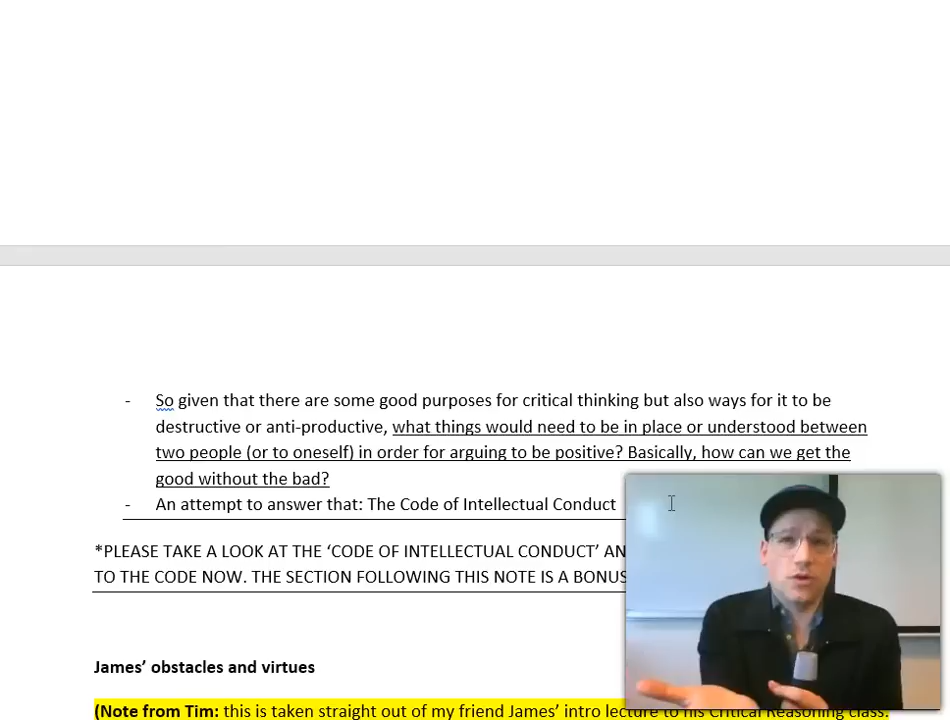 - So given that there are some good purposes for critical thinking but also ways for it to be
destructive or anti-productive, what things would need to be in place or understood between
two people (or to oneself) in order for arguing to be positive? Basically, how can we get the
good without the bad?
- An attempt to answer that: The Code of Intellectual Conduct
*PLEASE TAKE A LOOK AT THE ‘CODE OF INTELLECTUAL CONDUCT’ AN
TO THE CODE NOW. THE SECTION FOLLOWING THIS NOTE IS A BONUS
James’ obstacles and virtues
(Note from Tim: this is taken straight out of my friend James’ intro lecture to his Critical Reasoning class.